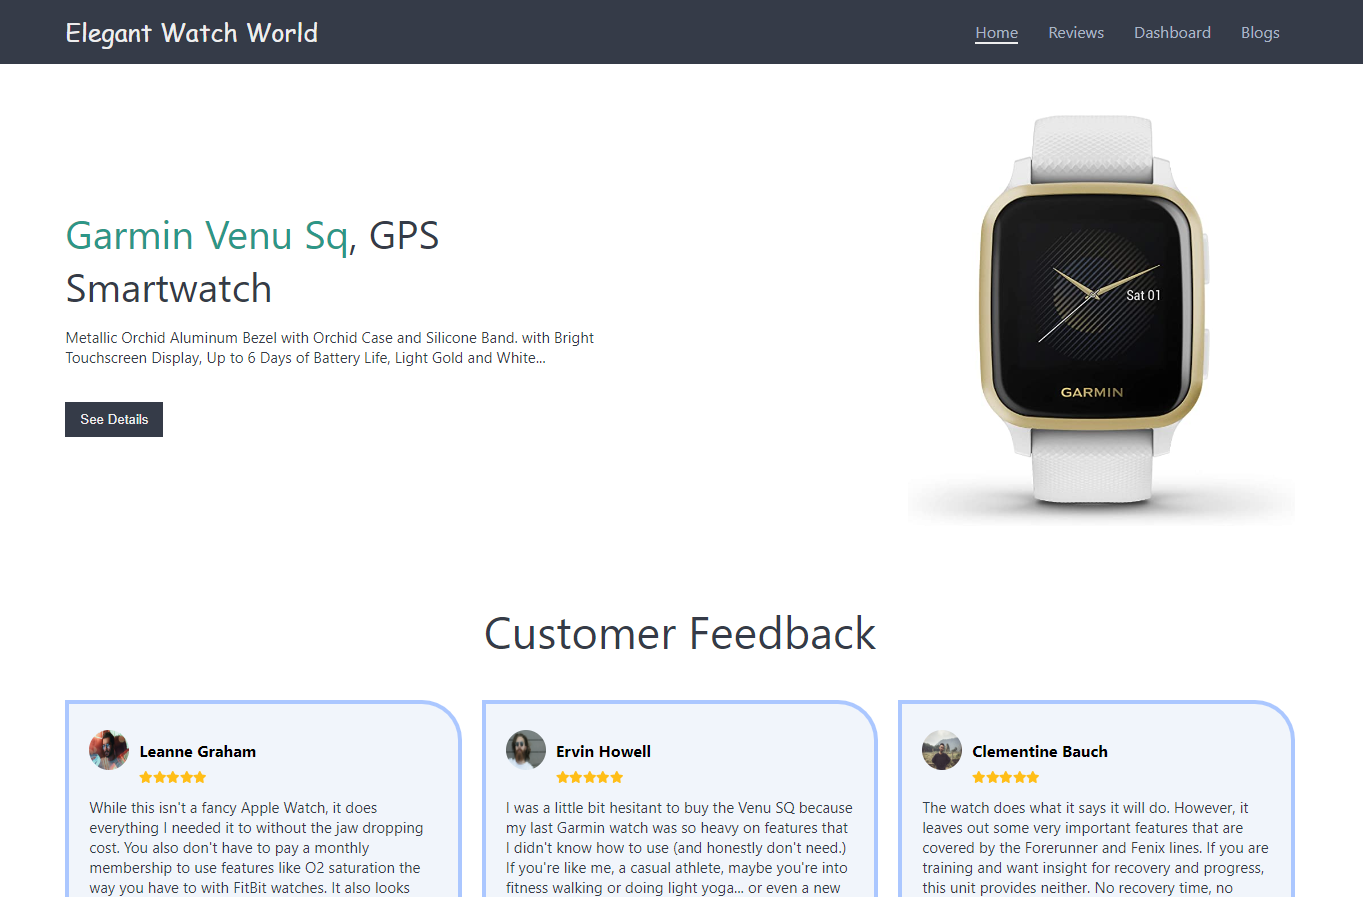 Elegant Watch World
Home Reviews Dashboard Blogs
Garmin Venu Sq, GPS
Smartwatch
Metallic Orchid Aluminum Bezel with Orchid Case and Silicone Band. with Bright
Touchscreen Display, Up to 6 Days of Battery Life, Light Gold and White...
See Details
Sat 01
GARMIN
Customer Feedback
Leanne Graham
While this isn't a fancy Apple Watch, it does
everything I needed it to without the jaw dropping
cost. You also don't have to pay a monthly
membership to use features like O2 saturation the
way you have to with FitBit watches. It also looks
Ervin Howell
I was a little bit hesitant to buy the Venu SQ because
my last Garmin watch was so heavy on features that
I didn't know how to use (and honestly don't need.)
If you're like me, a casual athlete, maybe you're into
fitness walking or doing light yoga... or even a new
Clementine Bauch
The watch does what it says it will do. However, it
leaves out some very important features that are
covered by the Forerunner and Fenix lines. If you are
training and want insight for recovery and progress,
this unit provides neither. No recovery time, no